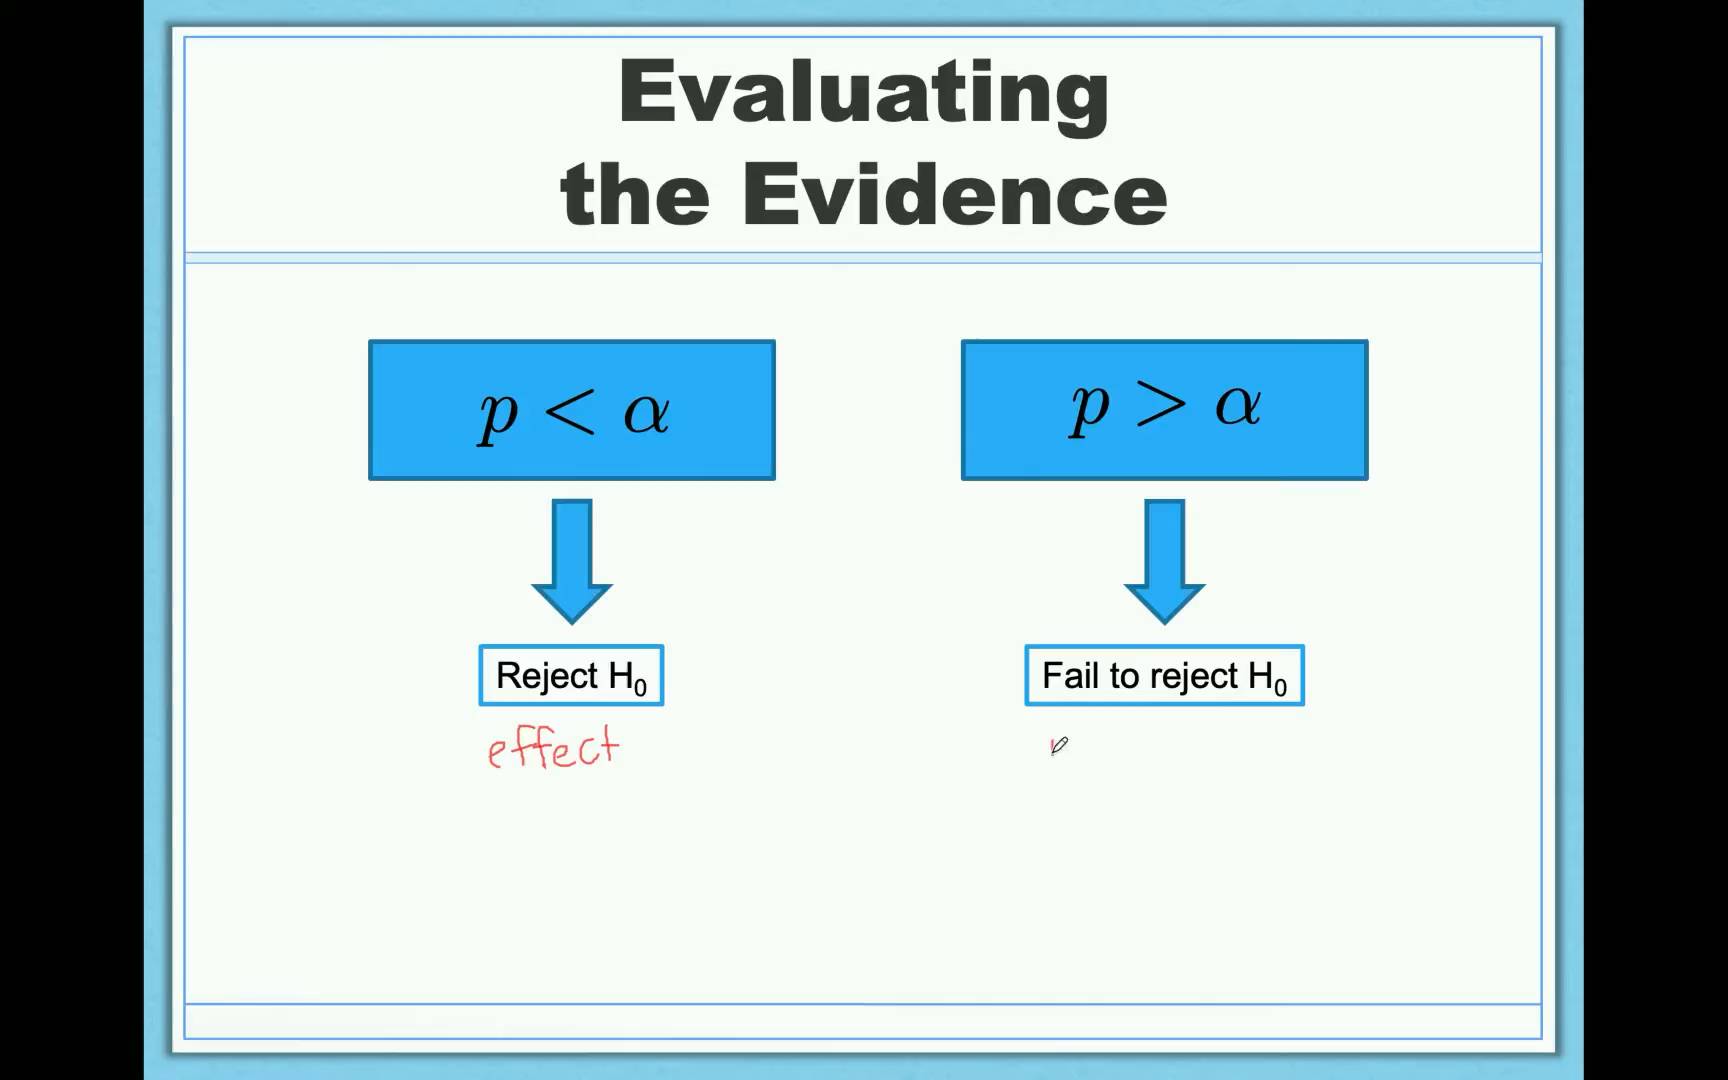 Evaluating
the Evidence
p < α
p > α
Reject H₀
Fail to reject H₀
effect